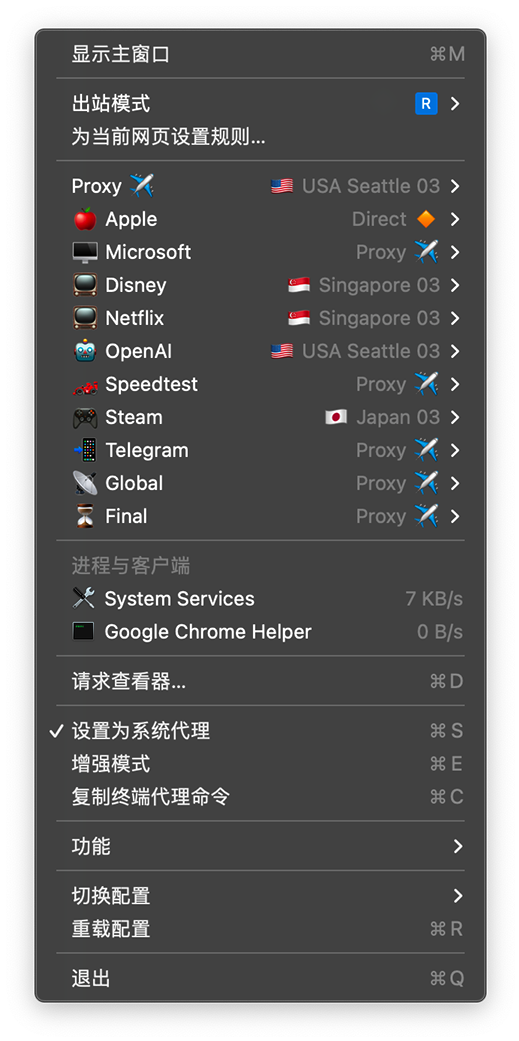 显示主窗口 ⌘M
出站模式 R
为当前网页设置规则...
Proxy ✈️ 🇺🇸 USA Seattle 03
🍎 Apple Direct 🔶
🖥️ Microsoft Proxy ✈️
📺 Disney 🇸🇬 Singapore 03
📺 Netflix 🇸🇬 Singapore 03
🤖 OpenAI 🇺🇸 USA Seattle 03
🏎️ Speedtest Proxy ✈️
🎮 Steam 🇯🇵 Japan 03
📲 Telegram Proxy ✈️
📡 Global Proxy ✈️
⏳ Final Proxy ✈️
进程与客户端
System Services 7 KB/s
Google Chrome Helper 0 B/s
请求查看器... ⌘D
✓ 设置为系统代理 ⌘S
增强模式 ⌘E
复制终端代理命令 ⌘C
功能
切换配置
重载配置 ⌘R
退出 ⌘Q